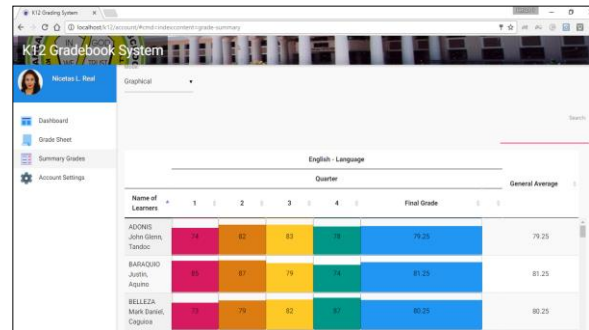 K12 Grading System
localhost/k12/account/#cmd=index;content=grade-summary
K12 Gradebook System
Nicetas L. Real
Dashboard
Grade Sheet
Summary Grades
Account Settings
Graphical
Search
English - Language
Quarter
General Average
Name of Learners 1 2 3 4 Final Grade
ADONIS
John Glenn,
Tandoc
74 82 83 78 79.25 79.25
BARAQUIO
Justin,
Aquino
85 87 79 74 81.25 81.25
BELLEZA
Mark Daniel,
Caguioa
79 82 80.25 80.25